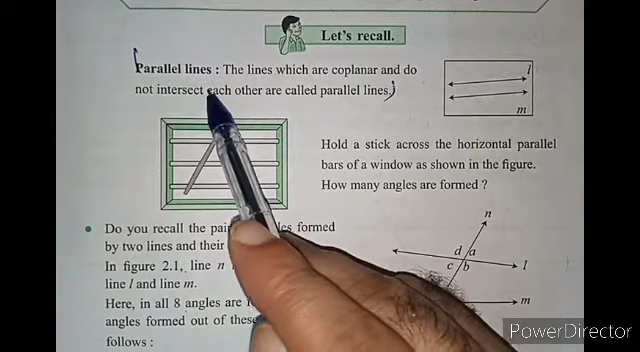 Let's recall.
Parallel lines : The lines which are coplanar and do
not intersect each other are called parallel lines.
l
m
Hold a stick across the horizontal parallel
bars of a window as shown in the figure.
How many angles are formed ?
Do you recall the formed
by two lines and their
In figure 2.1, line n
line l and line m.
Here, in all 8 angles are
angles formed out of these
follows :
n
d a
c b
l
m
PowerDirector